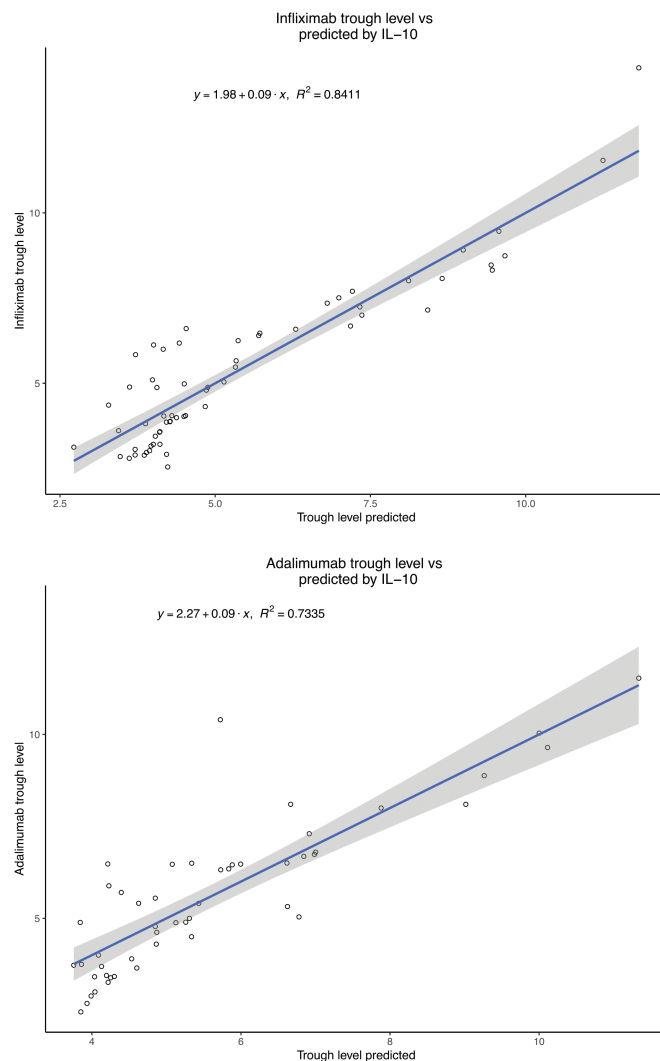 Infliximab trough level vs
predicted by IL−10
y = 1.98 + 0.09 · x, R² = 0.8411
Infliximab trough level
10
5
2.5
5.0
7.5
10.0
Trough level predicted
Adalimumab trough level vs
predicted by IL−10
y = 2.27 + 0.09 · x, R² = 0.7335
Adalimumab trough level
10
5
4
6
8
10
Trough level predicted